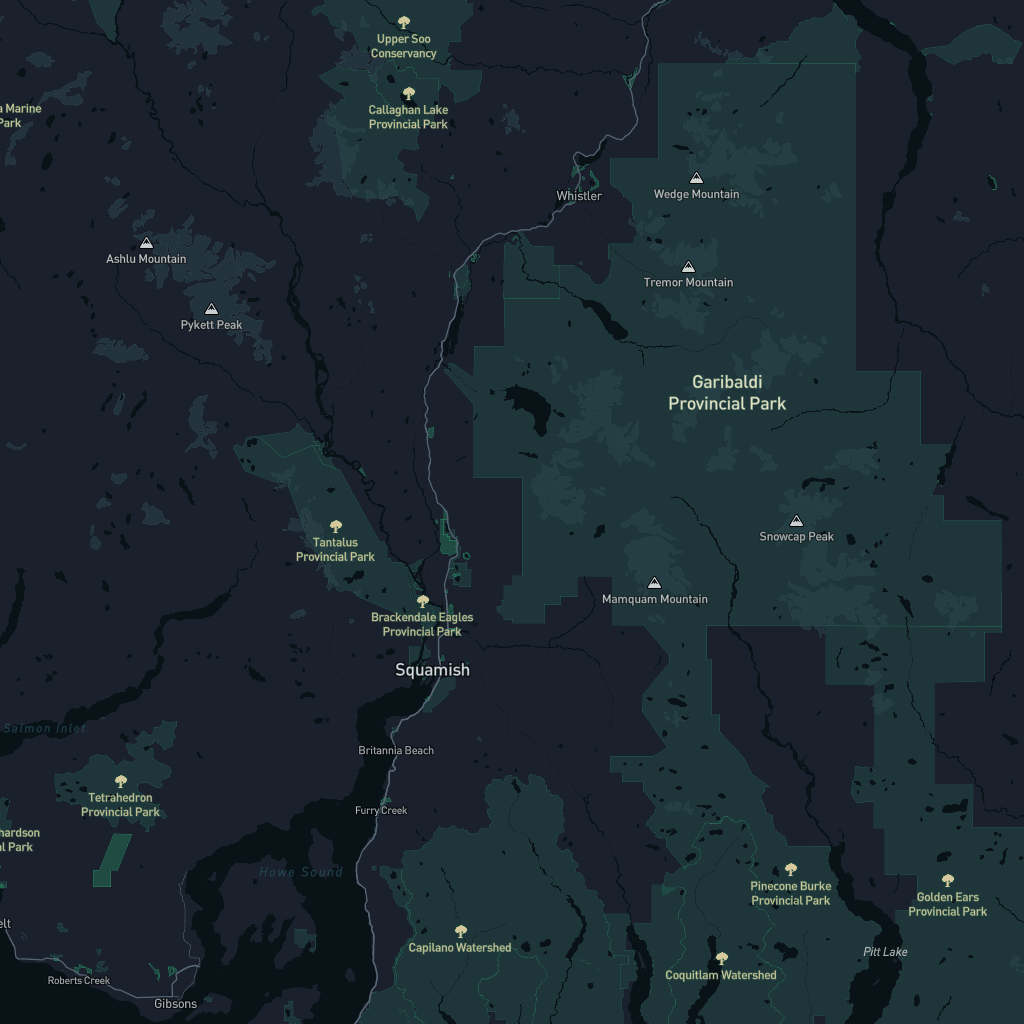 Upper Soo
Conservancy
a Marine
Park
Callaghan Lake
Provincial Park
Whistler
Wedge Mountain
Ashlu Mountain
Tremor Mountain
Pykett Peak
Garibaldi
Provincial Park
Tantalus
Provincial Park
Snowcap Peak
Mamquam Mountain
Brackendale Eagles
Provincial Park
Squamish
Salmon Inlet
Britannia Beach
Tetrahedron
Provincial Park
Furry Creek
hardson
al Park
Howe Sound
Pinecone Burke
Provincial Park
Golden Ears
Provincial Park
elt
Capilano Watershed
Pitt Lake
Coquitlam Watershed
Roberts Creek
Gibsons